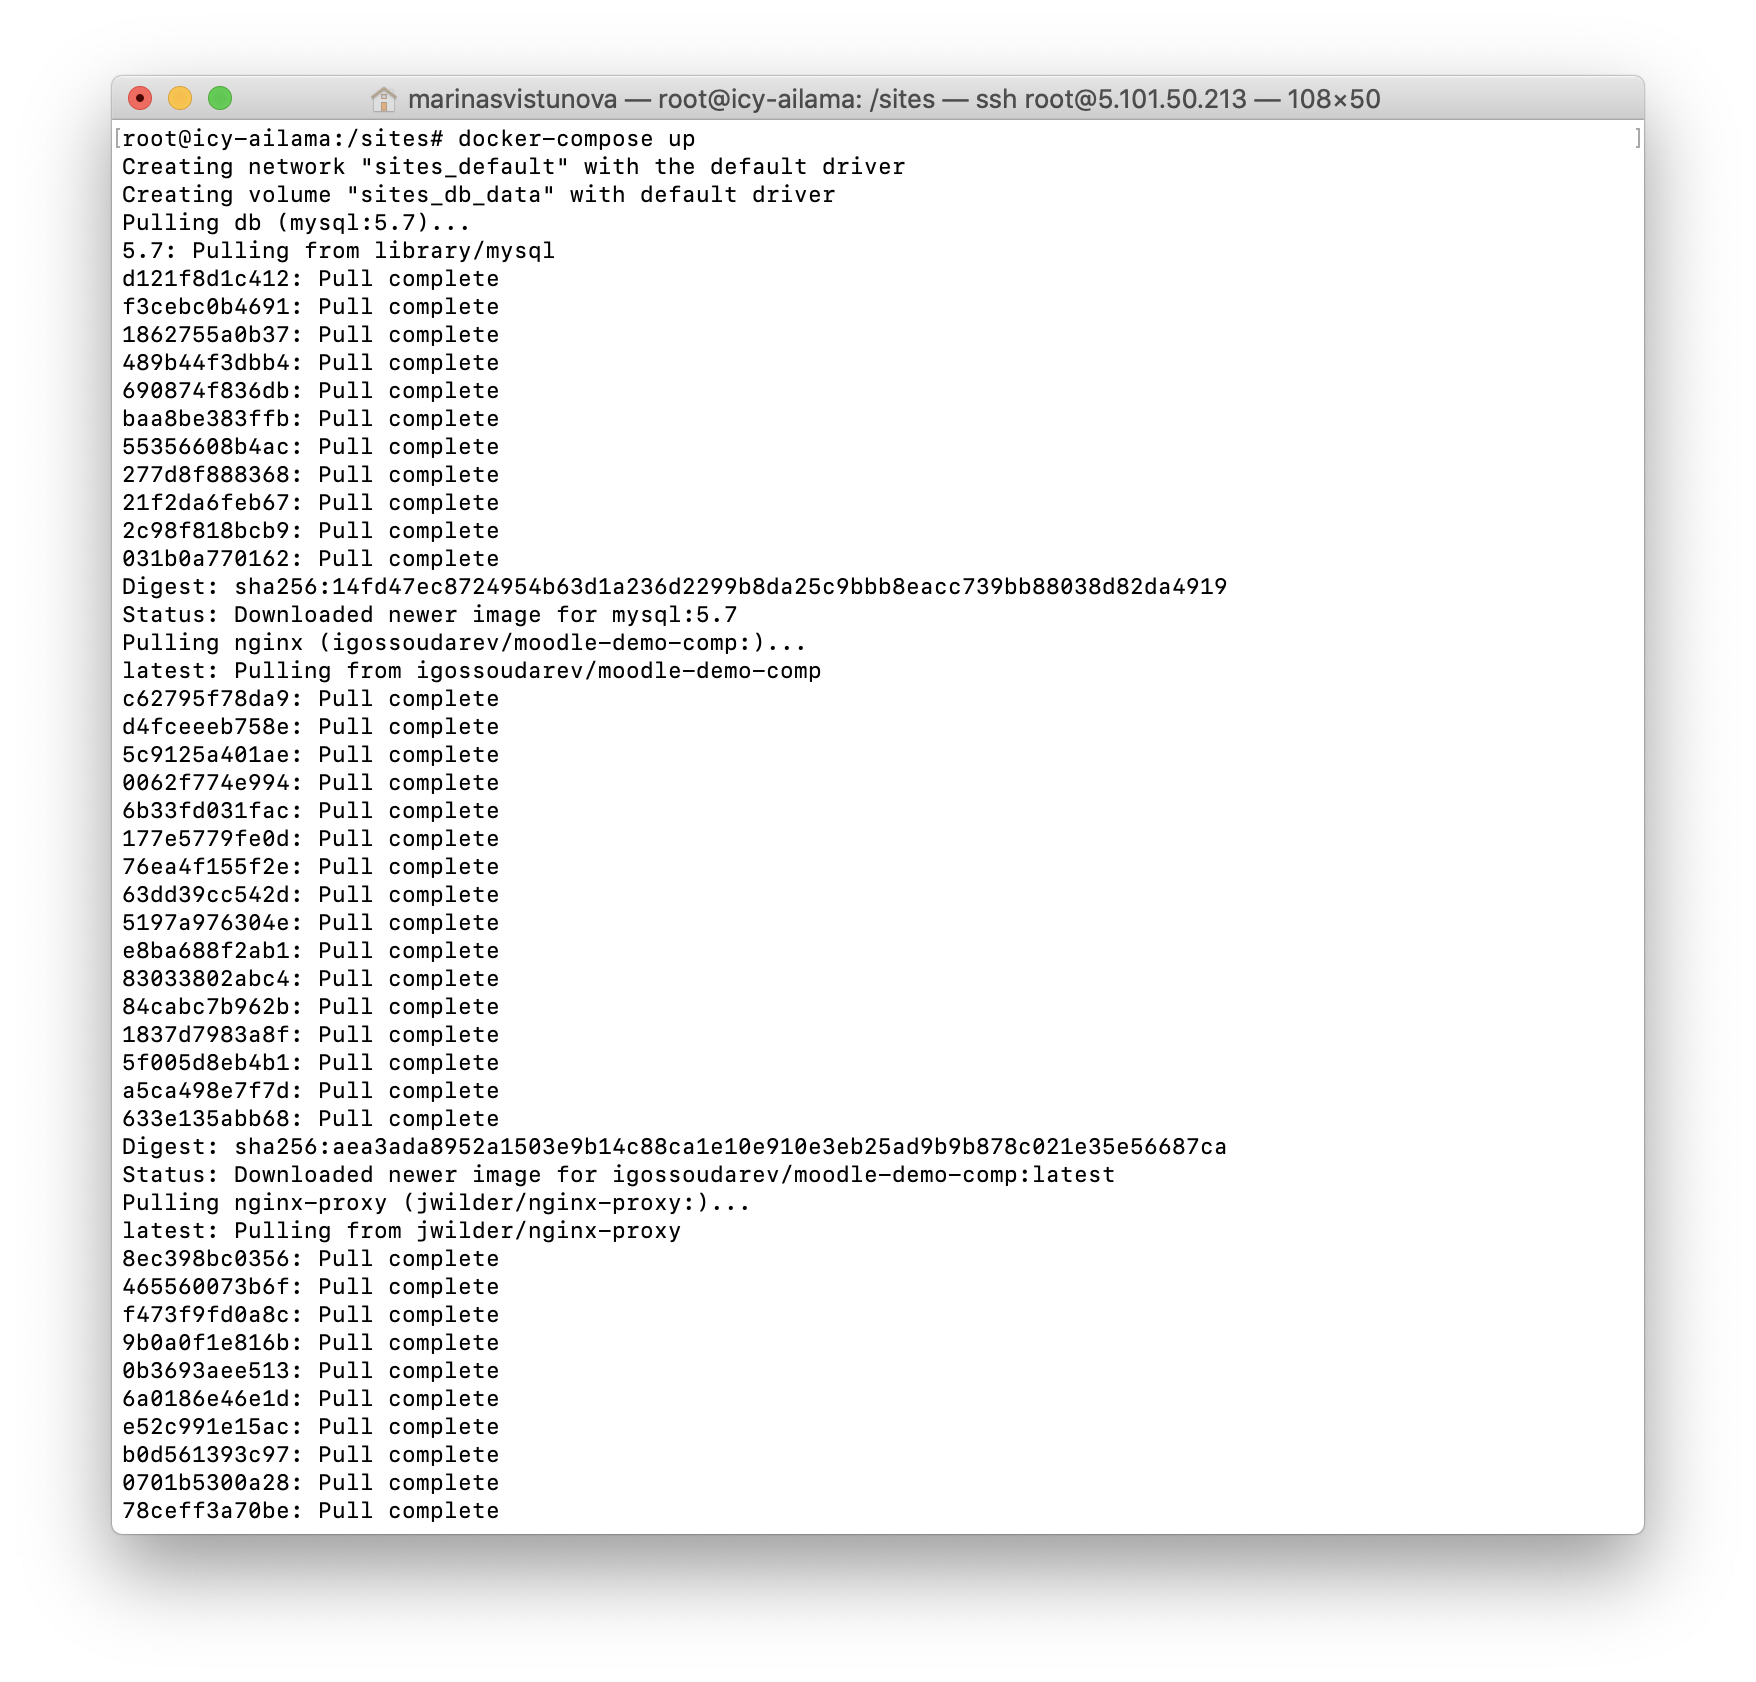 marinasvistunova — root@icy-ailama: /sites — ssh root@5.101.50.213 — 108×50
[root@icy-ailama:/sites# docker-compose up ]
Creating network "sites_default" with the default driver
Creating volume "sites_db_data" with default driver
Pulling db (mysql:5.7)...
5.7: Pulling from library/mysql
d121f8d1c412: Pull complete
f3cebc0b4691: Pull complete
1862755a0b37: Pull complete
489b44f3dbb4: Pull complete
690874f836db: Pull complete
baa8be383ffb: Pull complete
55356608b4ac: Pull complete
277d8f888368: Pull complete
21f2da6feb67: Pull complete
2c98f818bcb9: Pull complete
031b0a770162: Pull complete
Digest: sha256:14fd47ec8724954b63d1a236d2299b8da25c9bbb8eacc739bb88038d82da4919
Status: Downloaded newer image for mysql:5.7
Pulling nginx (igossoudarev/moodle-demo-comp:)...
latest: Pulling from igossoudarev/moodle-demo-comp
c62795f78da9: Pull complete
d4fceeeb758e: Pull complete
5c9125a401ae: Pull complete
0062f774e994: Pull complete
6b33fd031fac: Pull complete
177e5779fe0d: Pull complete
76ea4f155f2e: Pull complete
63dd39cc542d: Pull complete
5197a976304e: Pull complete
e8ba688f2ab1: Pull complete
83033802abc4: Pull complete
84cabc7b962b: Pull complete
1837d7983a8f: Pull complete
5f005d8eb4b1: Pull complete
a5ca498e7f7d: Pull complete
633e135abb68: Pull complete
Digest: sha256:aea3ada8952a1503e9b14c88ca1e10e910e3eb25ad9b9b878c021e35e56687ca
Status: Downloaded newer image for igossoudarev/moodle-demo-comp:latest
Pulling nginx-proxy (jwilder/nginx-proxy:)...
latest: Pulling from jwilder/nginx-proxy
8ec398bc0356: Pull complete
465560073b6f: Pull complete
f473f9fd0a8c: Pull complete
9b0a0f1e816b: Pull complete
0b3693aee513: Pull complete
6a0186e46e1d: Pull complete
e52c991e15ac: Pull complete
b0d561393c97: Pull complete
0701b5300a28: Pull complete
78ceff3a70be: Pull complete